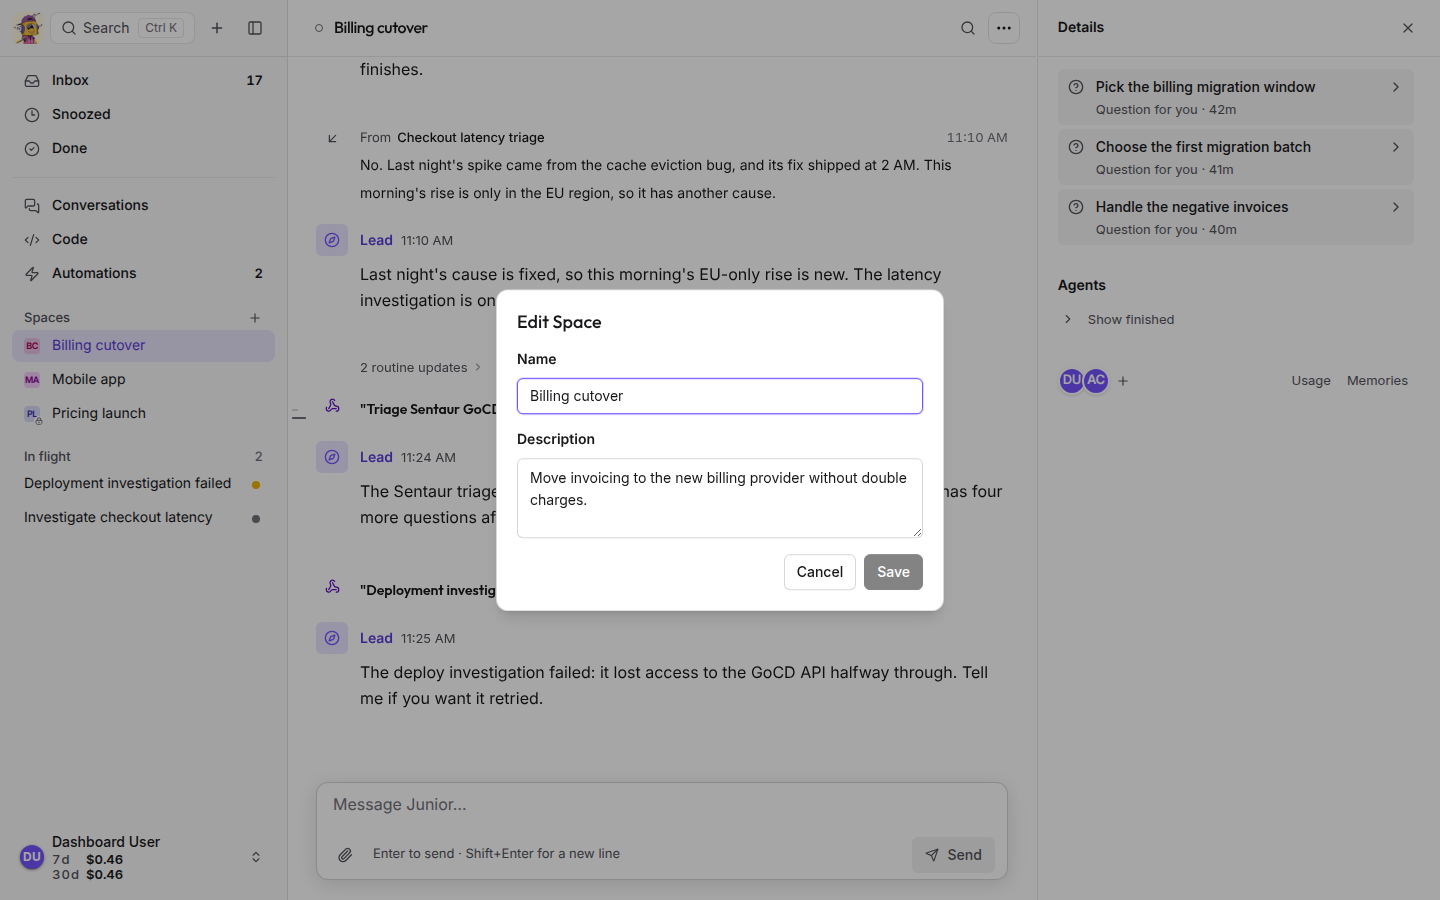 Search Ctrl K
Inbox 17
Snoozed
Done
Conversations
Code
Automations 2
Spaces
BC Billing cutover
MA Mobile app
PL Pricing launch
In flight 2
Deployment investigation failed
Investigate checkout latency
DU Dashboard User
7d $0.46
30d $0.46
Billing cutover
finishes.
From Checkout latency triage 11:10 AM
No. Last night's spike came from the cache eviction bug, and its fix shipped at 2 AM. This
morning's rise is only in the EU region, so it has another cause.
Lead 11:10 AM
Last night's cause is fixed, so this morning's EU-only rise is new. The latency
investigation is on
2 routine updates
"Triage Sentaur GoCD
Lead 11:24 AM
The Sentaur triage has four
more questions af
"Deployment investig
Lead 11:25 AM
The deploy investigation failed: it lost access to the GoCD API halfway through. Tell
me if you want it retried.
Message Junior...
Enter to send · Shift+Enter for a new line
Send
Edit Space
Name
Billing cutover
Description
Move invoicing to the new billing provider without double
charges.
Cancel Save
Details
Pick the billing migration window
Question for you · 42m
Choose the first migration batch
Question for you · 41m
Handle the negative invoices
Question for you · 40m
Agents
Show finished
DU AC Usage Memories